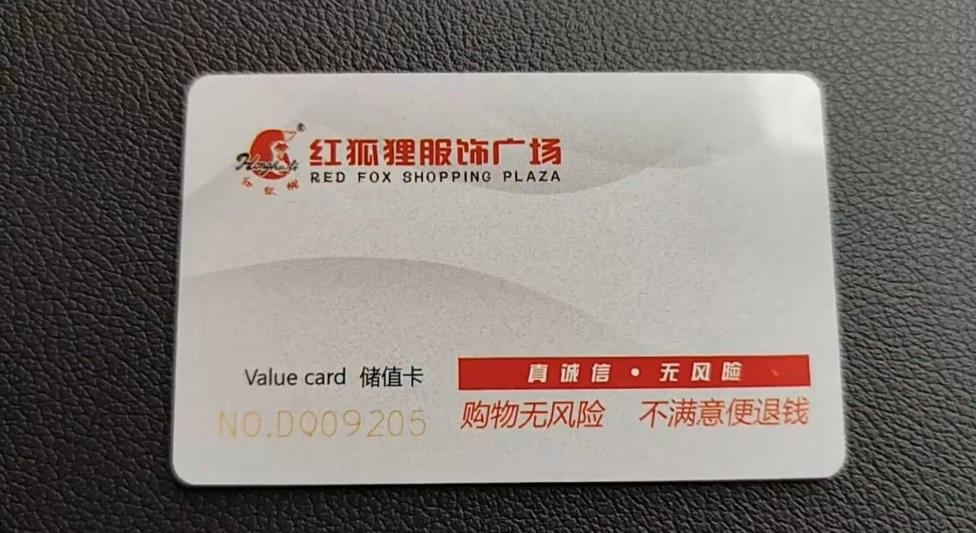 ®
Honghuli
红狐狸服饰广场
RED FOX SHOPPING PLAZA
真诚信·无风险
Value card 储值卡
购物无风险 不满意便退钱
NO.DQ09205